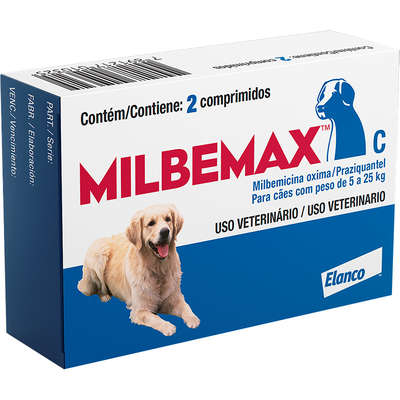 Contém/Contiene: 2 comprimidos
MILBEMAX™
C
Milbemicina oxima/Praziquantel
Para cães com peso de 5 a 25 kg
USO VETERINÁRIO / USO VETERINARIO
Elanco
PART. / Serie:
FABR. / Elaboración:
VENC./Vencimiento: